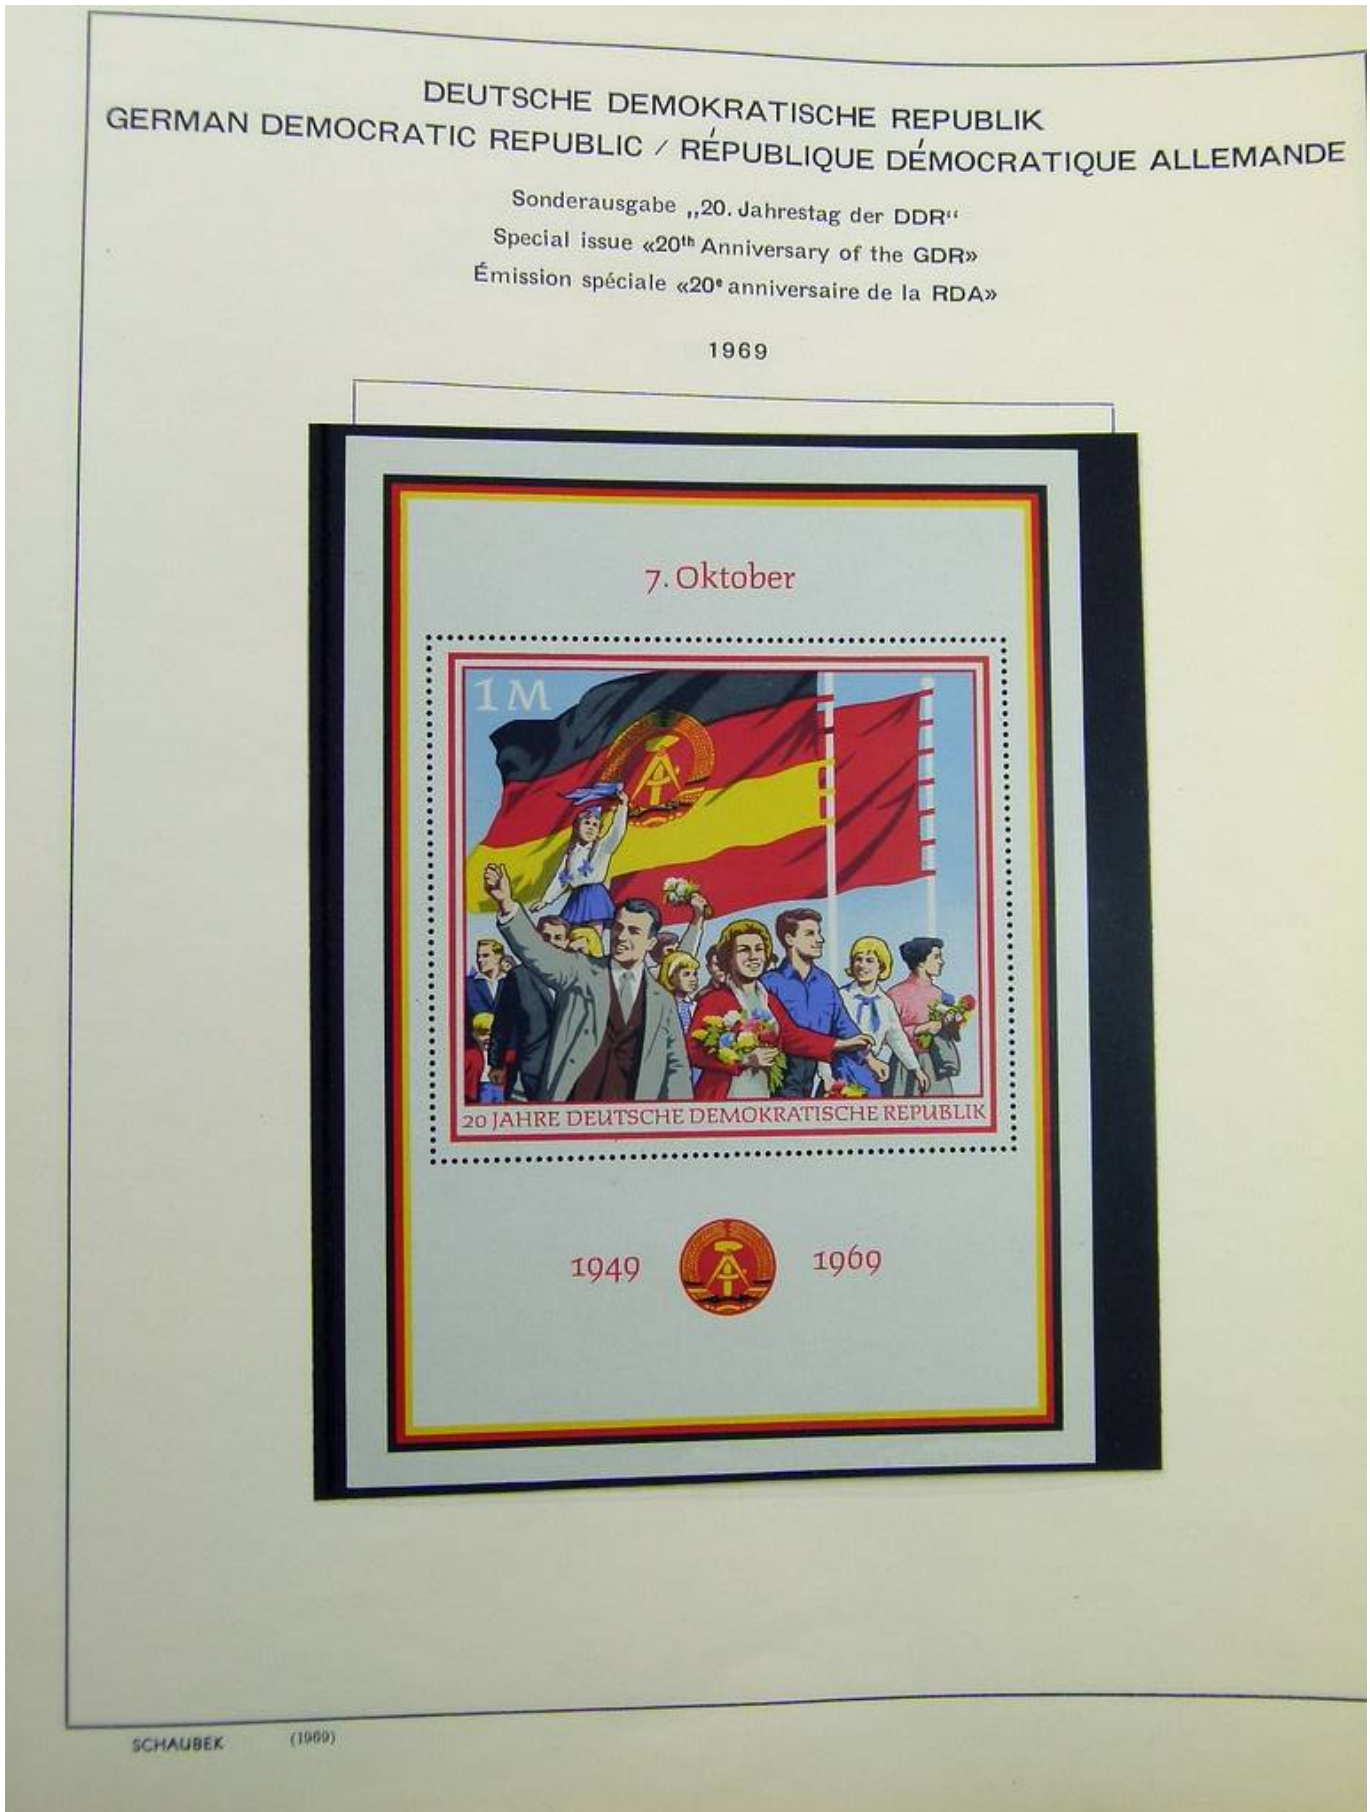 DEUTSCHE DEMOKRATISCHE REPUBLIK
GERMAN DEMOCRATIC REPUBLIC / RÉPUBLIQUE DÉMOCRATIQUE ALLEMANDE
Sonderausgabe „20. Jahrestag der DDR“
Special issue «20th Anniversary of the GDR»
Émission spéciale «20e anniversaire de la RDA»
1969
7. Oktober
1 M
20 JAHRE DEUTSCHE DEMOKRATISCHE REPUBLIK
1949 1969
SCHAUBEK (1969)